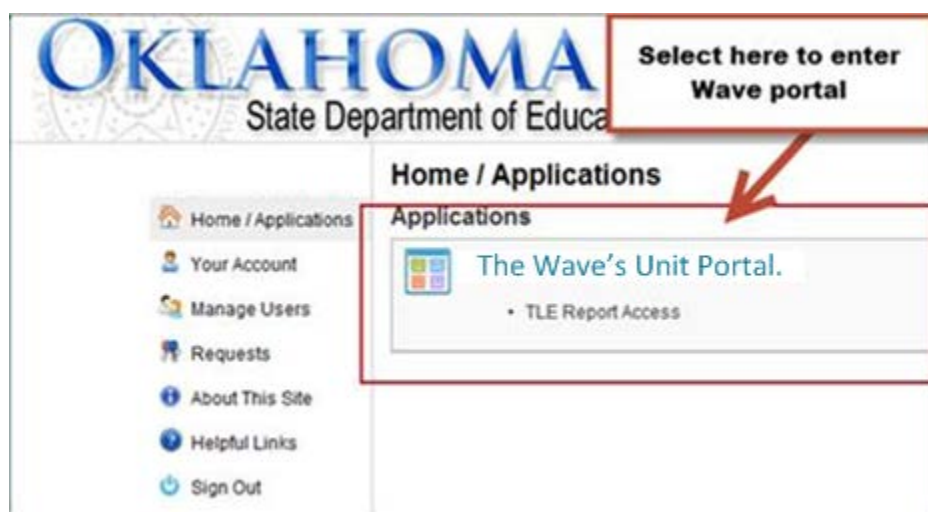 OKLAHOMA
State Department of Educa
Select here to enter
Wave portal
Home / Applications
Your Account
Manage Users
Requests
About This Site
Helpful Links
Sign Out
Home / Applications
Applications
The Wave's Unit Portal.
• TLE Report Access